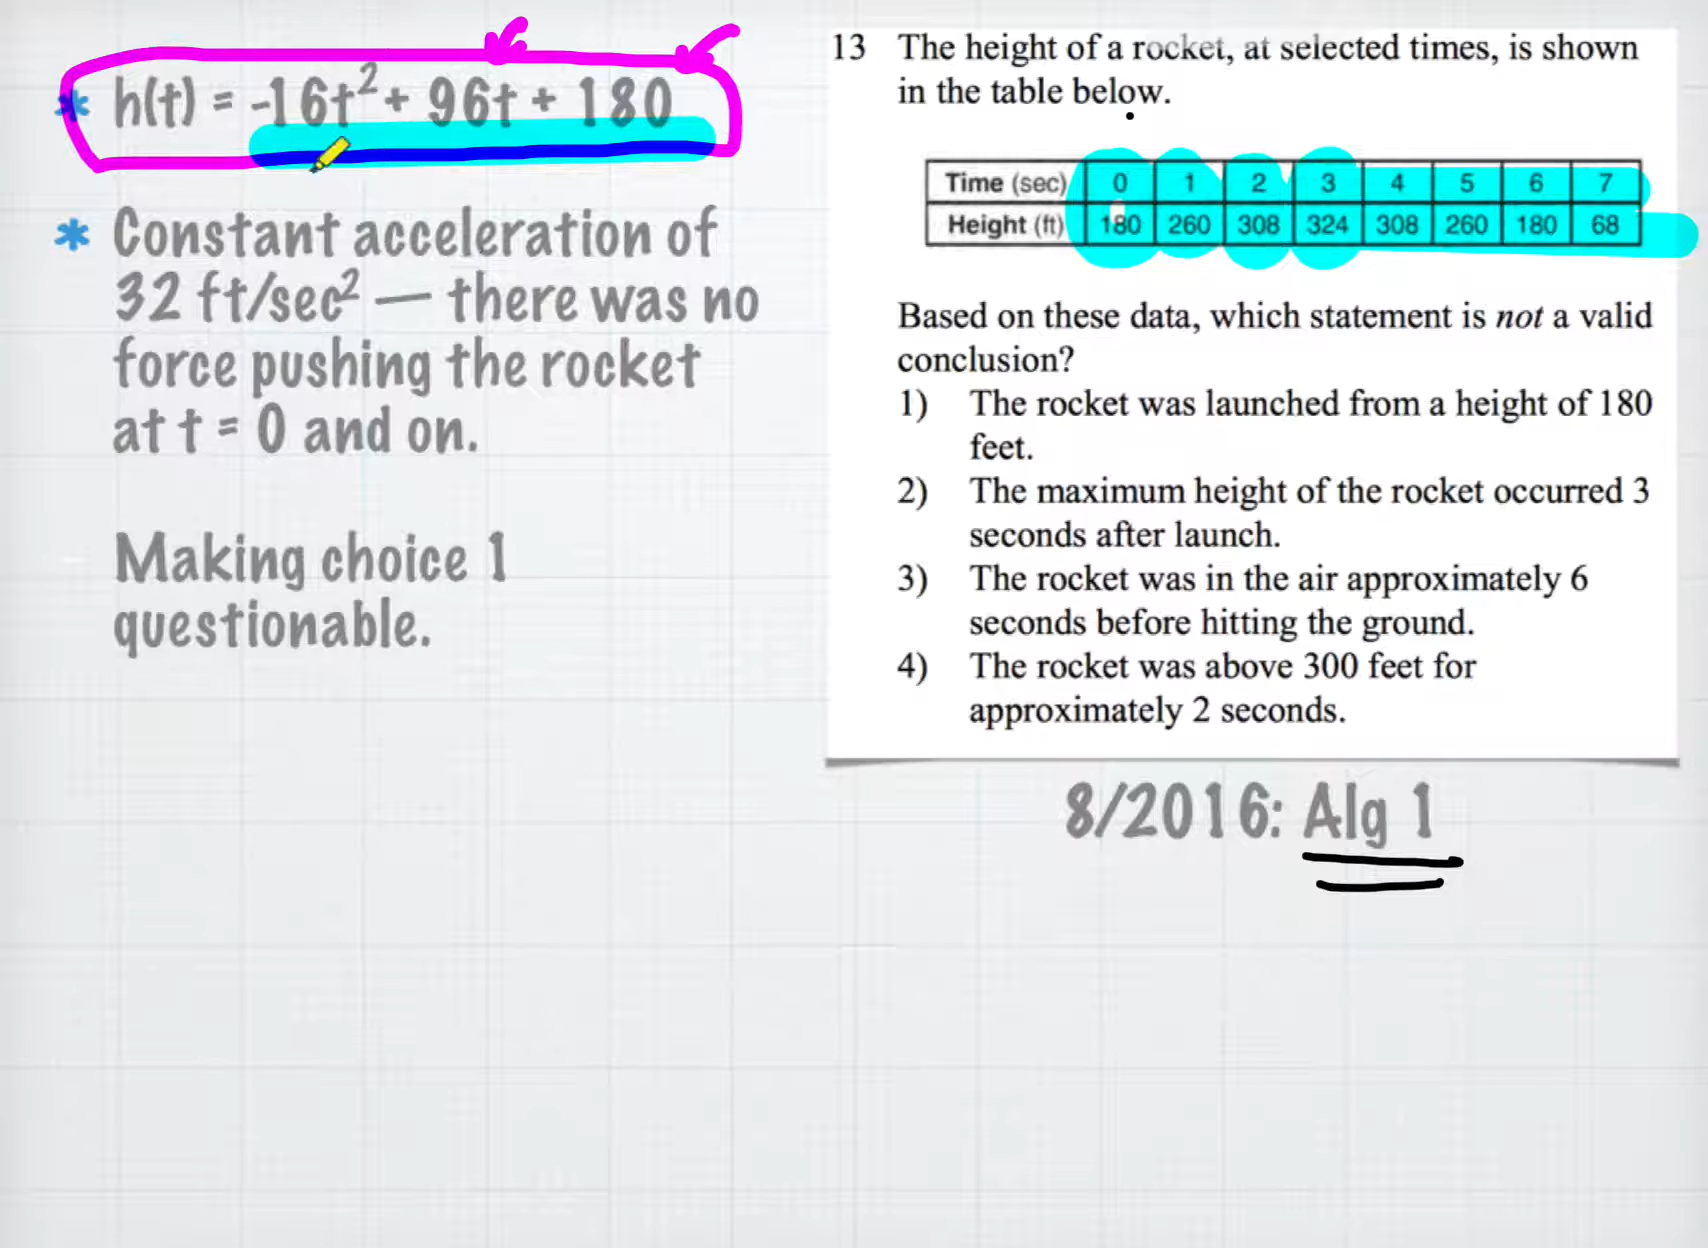 * h(t) = -16t² + 96t + 180
* Constant acceleration of
32 ft/sec² — there was no
force pushing the rocket
at t = 0 and on.
Making choice 1
questionable.
13 The height of a rocket, at selected times, is shown
in the table below.
Time (sec) 0 1 2 3 4 5 6 7
Height (ft) 180 260 308 324 308 260 180 68
Based on these data, which statement is not a valid
conclusion?
1) The rocket was launched from a height of 180
feet.
2) The maximum height of the rocket occurred 3
seconds after launch.
3) The rocket was in the air approximately 6
seconds before hitting the ground.
4) The rocket was above 300 feet for
approximately 2 seconds.
8/2016: Alg 1